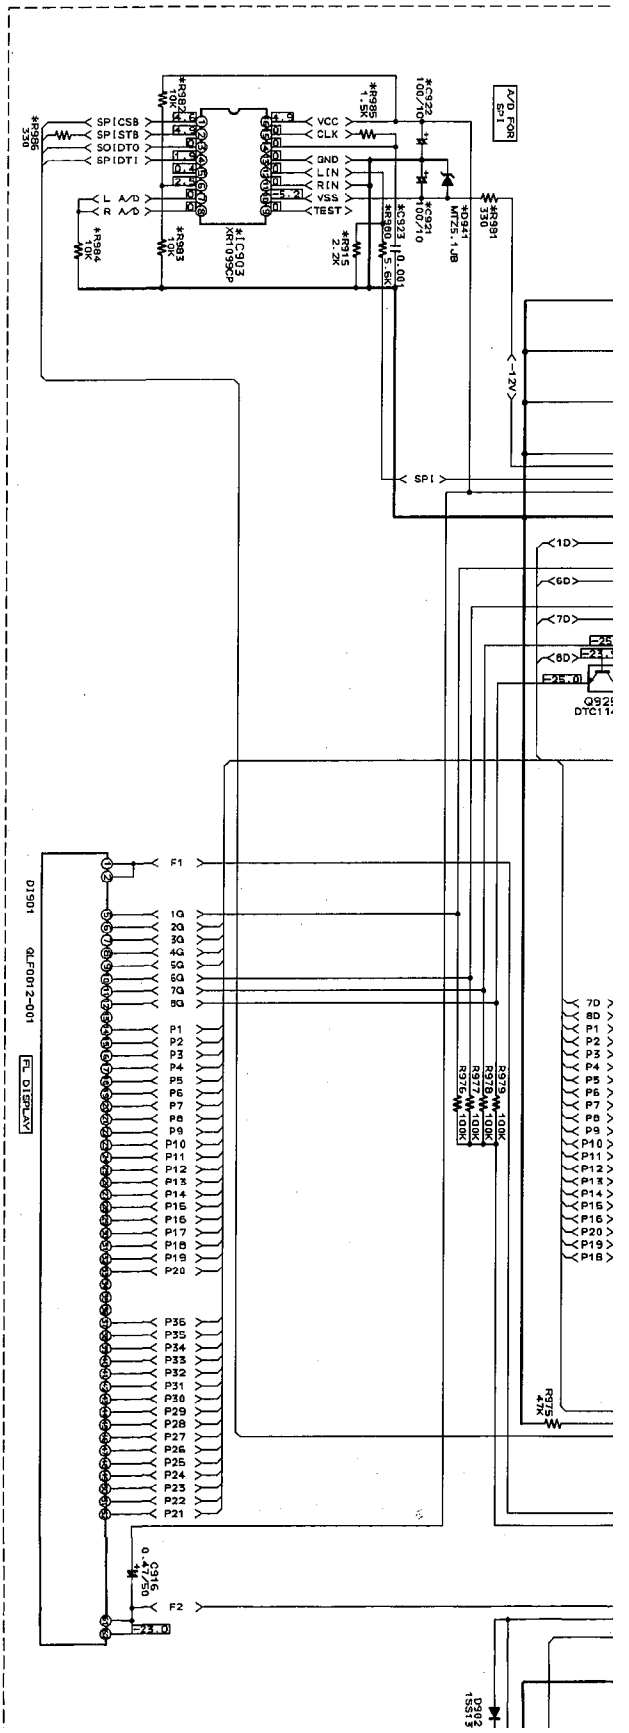 *R986
330
SPICSB
SPISTB
SOIDTO
SPIDTI
L A/D
R A/D
*R982
10K
*R984
10K
*R983
10K
*IC903
XR1099CP
VCC
CLK
GND
LIN
RIN
VSS
TEST
-5.2
*R985
1.5K
*C922
100/10
*C921
100/10
*D941
MTZ5.1JB
*R981
330
*R915
2.2K
*R980
5.6K
*C923
0.001
A/D FOR
SPI
-12V
SPI
1D
6D
7D
8D
-25
-25.0
DTC11
DI901
QLF0012-001
FL DISPLAY
F1
1G
2G
3G
4G
5G
6G
7G
8G
P1
P2
P3
P4
P5
P6
P7
P8
P9
P10
P11
P12
P13
P14
P15
P16
P17
P18
P19
P20
P36
P35
P34
P33
P32
P31
P30
P29
P28
P27
P26
P25
P24
P23
P22
P21
R976 100K
R977 100K
R978 100K
R979 100K
7D
8D
P1
P2
P3
P4
P5
P6
P7
P8
P9
P10
P11
P12
P13
P14
P15
P16
P20
P19
P18
R975
47K
C916
0.47/50
F2
-23.0
D902
1SS13